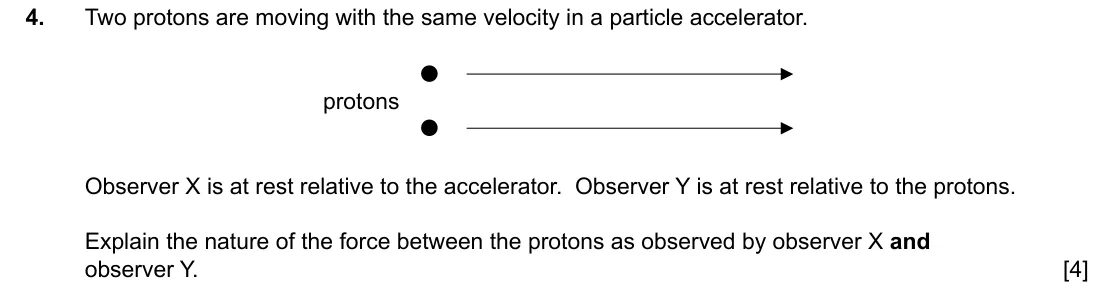 4. Two protons are moving with the same velocity in a particle accelerator.
protons
Observer X is at rest relative to the accelerator. Observer Y is at rest relative to the protons.
Explain the nature of the force between the protons as observed by observer X and
observer Y. [4]